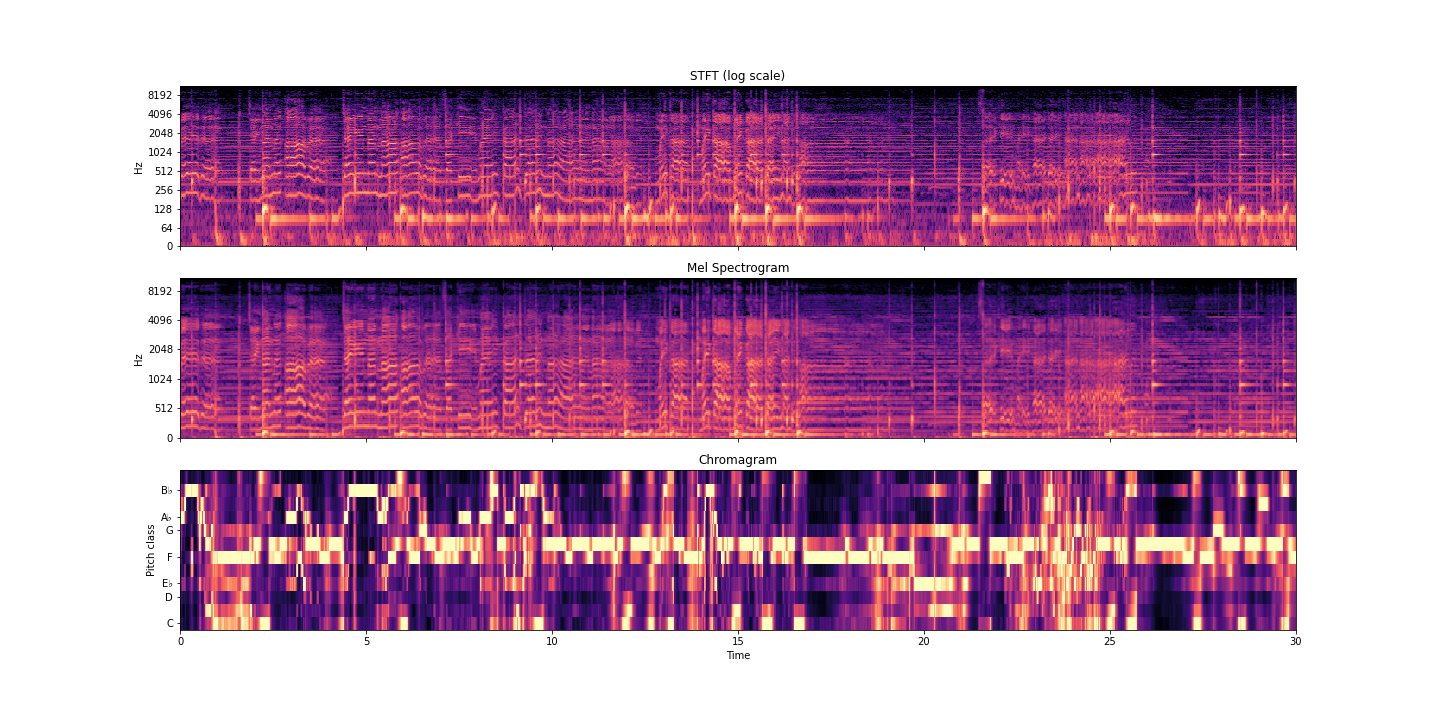 STFT (log scale)
8192
4096
2048
1024
512
256
128
64
0
Hz
Mel Spectrogram
8192
4096
2048
1024
512
0
Hz
Chromagram
B♭
A♭
G
F
E♭
D
C
Pitch class
0 5 10 15 20 25 30
Time